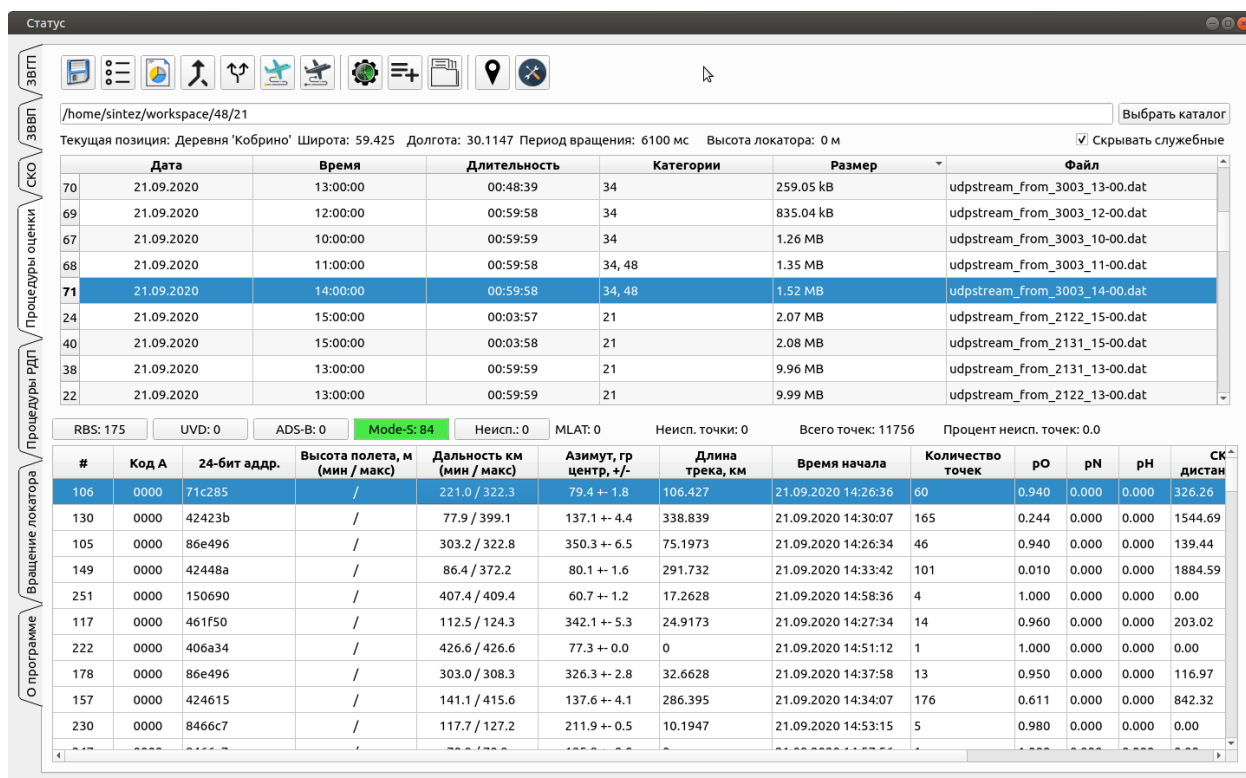 Статус
ЗВГП
ЗВВП
СКО
Процедуры оценки
Процедуры РДП
Вращение локатора
О программе
/home/sintez/workspace/48/21 Выбрать каталог
Текущая позиция: Деревня 'Кобрино' Широта: 59.425 Долгота: 30.1147 Период вращения: 6100 мс Высота локатора: 0 м Скрывать служебные
Дата Время Длительность Категории Размер Файл
70 21.09.2020 13:00:00 00:48:39 34 259.05 kB udpstream_from_3003_13-00.dat
69 21.09.2020 12:00:00 00:59:58 34 835.04 kB udpstream_from_3003_12-00.dat
67 21.09.2020 10:00:00 00:59:59 34 1.26 MB udpstream_from_3003_10-00.dat
68 21.09.2020 11:00:00 00:59:58 34, 48 1.35 MB udpstream_from_3003_11-00.dat
71 21.09.2020 14:00:00 00:59:58 34, 48 1.52 MB udpstream_from_3003_14-00.dat
24 21.09.2020 15:00:00 00:03:57 21 2.07 MB udpstream_from_2122_15-00.dat
40 21.09.2020 15:00:00 00:03:58 21 2.08 MB udpstream_from_2131_15-00.dat
38 21.09.2020 13:00:00 00:59:59 21 9.96 MB udpstream_from_2131_13-00.dat
22 21.09.2020 13:00:00 00:59:59 21 9.99 MB udpstream_from_2122_13-00.dat
RBS: 175 UVD: 0 ADS-B: 0 Mode-S: 84 Неисп.: 0 MLAT: 0 Неисп. точки: 0 Всего точек: 11756 Процент неисп. точек: 0.0
# Код А 24-бит аддр. Высота полета, м (мин / макс) Дальность км (мин / макс) Азимут, гр центр, +/- Длина трека, км Время начала Количество точек pO pN pH СК дистан
106 0000 71c285 / 221.0 / 322.3 79.4 +- 1.8 106.427 21.09.2020 14:26:36 60 0.940 0.000 0.000 326.26
130 0000 42423b / 77.9 / 399.1 137.1 +- 4.4 338.839 21.09.2020 14:30:07 165 0.244 0.000 0.000 1544.69
105 0000 86e496 / 303.2 / 322.8 350.3 +- 6.5 75.1973 21.09.2020 14:26:34 46 0.940 0.000 0.000 139.44
149 0000 42448a / 86.4 / 372.2 80.1 +- 1.6 291.732 21.09.2020 14:33:42 101 0.010 0.000 0.000 1884.59
251 0000 150690 / 407.4 / 409.4 60.7 +- 1.2 17.2628 21.09.2020 14:58:36 4 1.000 0.000 0.000 0.00
117 0000 461f50 / 112.5 / 124.3 342.1 +- 5.3 24.9173 21.09.2020 14:27:34 14 0.960 0.000 0.000 203.02
222 0000 406a34 / 426.6 / 426.6 77.3 +- 0.0 0 21.09.2020 14:51:12 1 1.000 0.000 0.000 0.00
178 0000 86e496 / 303.0 / 308.3 326.3 +- 2.8 32.6628 21.09.2020 14:37:58 13 0.950 0.000 0.000 116.97
157 0000 424615 / 141.1 / 415.6 137.6 +- 4.1 286.395 21.09.2020 14:34:07 176 0.611 0.000 0.000 842.32
230 0000 8466c7 / 117.7 / 127.2 211.9 +- 0.5 10.1947 21.09.2020 14:53:15 5 0.980 0.000 0.000 0.00